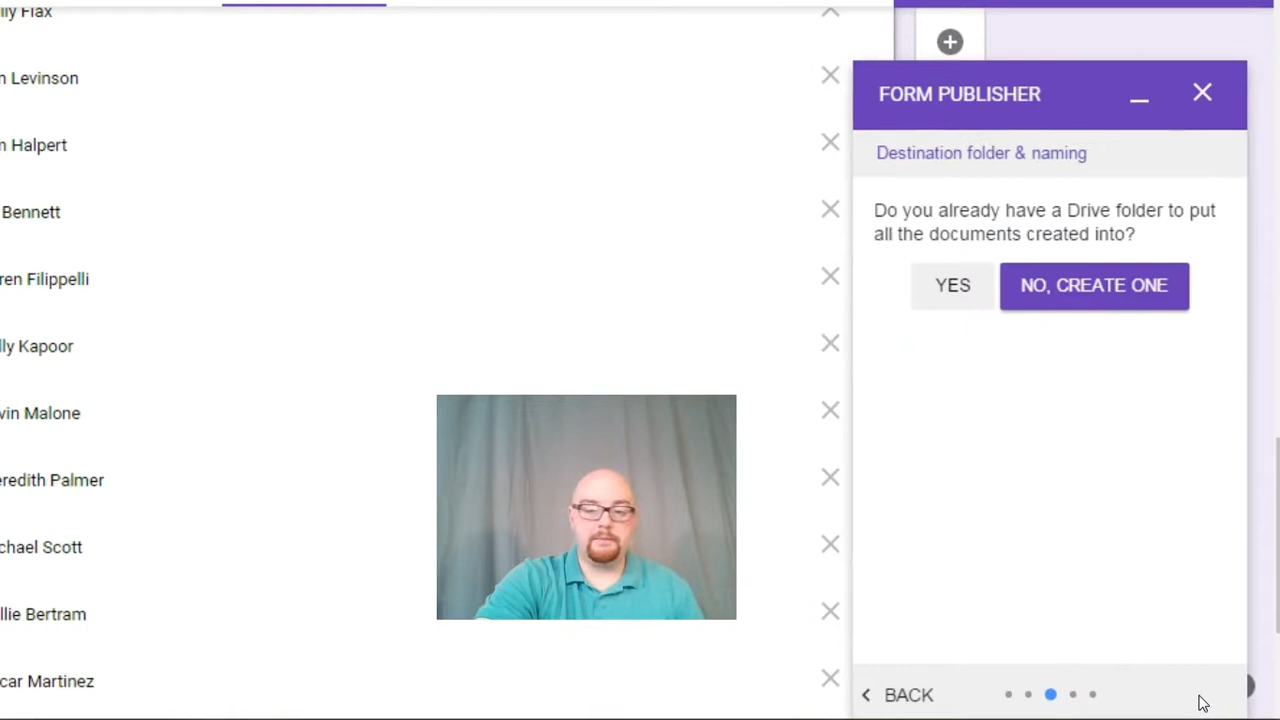 lly Flax
n Levinson
m Halpert
Bennett
ren Filippelli
lly Kapoor
vin Malone
eredith Palmer
chael Scott
llie Bertram
car Martinez
FORM PUBLISHER
Destination folder & naming
Do you already have a Drive folder to put
all the documents created into?
YES
NO, CREATE ONE
BACK